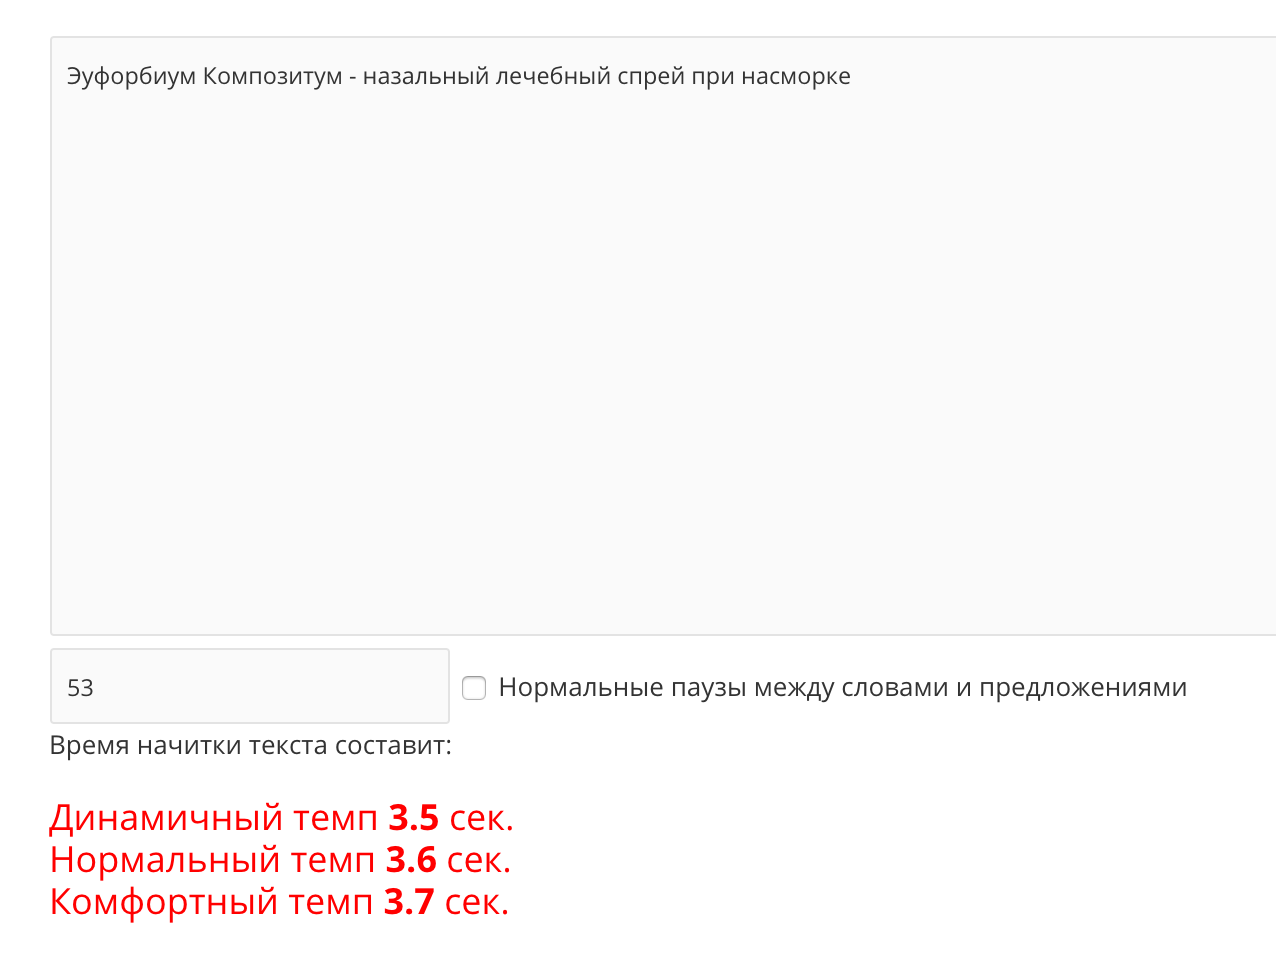 Эуфорбиум Композитум - назальный лечебный спрей при насморке
53
Нормальные паузы между словами и предложениями
Время начитки текста составит:
Динамичный темп 3.5 сек.
Нормальный темп 3.6 сек.
Комфортный темп 3.7 сек.